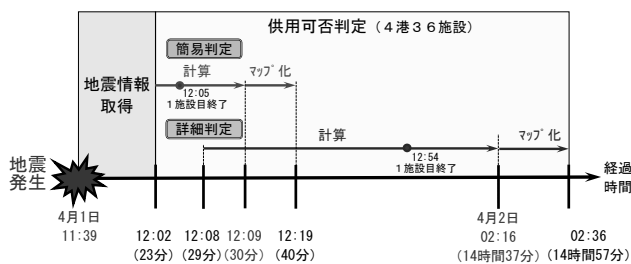 供用可否判定（４港３６施設）
簡易判定
地震情報
取得
計算
ﾏｯﾌﾟ化
12:05
１施設目終了
詳細判定
計算
ﾏｯﾌﾟ化
12:54
１施設目終了
地震
発生
経過
時間
4月1日
11:39
12:02
(23分)
12:08
(29分)
12:09
(30分)
12:19
(40分)
4月2日
02:16
(14時間37分)
02:36
(14時間57分)